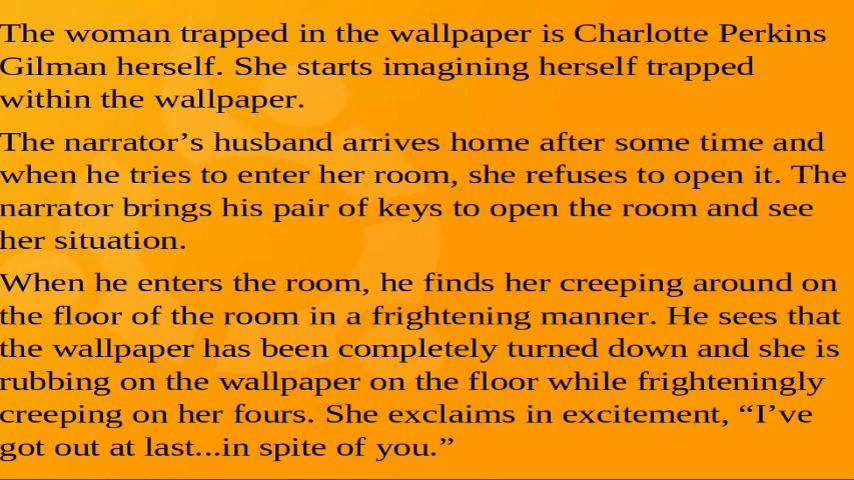 The woman trapped in the wallpaper is Charlotte Perkins
Gilman herself. She starts imagining herself trapped
within the wallpaper.
The narrator’s husband arrives home after some time and
when he tries to enter her room, she refuses to open it. The
narrator brings his pair of keys to open the room and see
her situation.
When he enters the room, he finds her creeping around on
the floor of the room in a frightening manner. He sees that
the wallpaper has been completely turned down and she is
rubbing on the wallpaper on the floor while frighteningly
creeping on her fours. She exclaims in excitement, “I’ve
got out at last...in spite of you.”